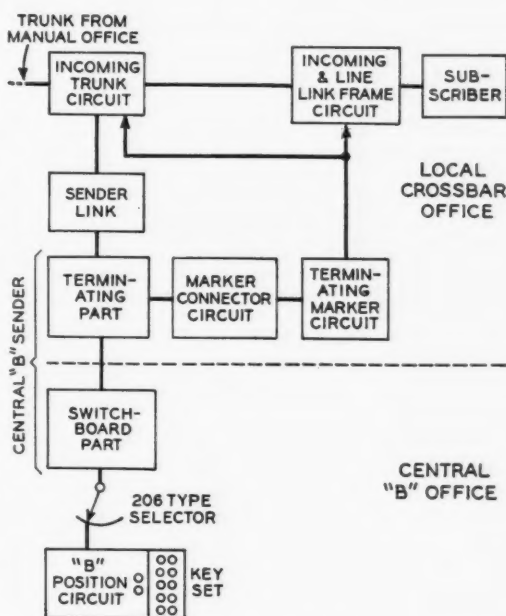 TRUNK FROM
MANUAL OFFICE
INCOMING
TRUNK
CIRCUIT
INCOMING
& LINE
LINK FRAME
CIRCUIT
SUB-
SCRIBER
LOCAL
CROSSBAR
OFFICE
SENDER
LINK
CENTRAL "B" SENDER
TERMINATING
PART
MARKER
CONNECTOR
CIRCUIT
TERMIN-
ATING
MARKER
CIRCUIT
SWITCH-
BOARD
PART
CENTRAL
"B" OFFICE
206 TYPE
SELECTOR
"B"
POSITION
CIRCUIT
KEY
SET